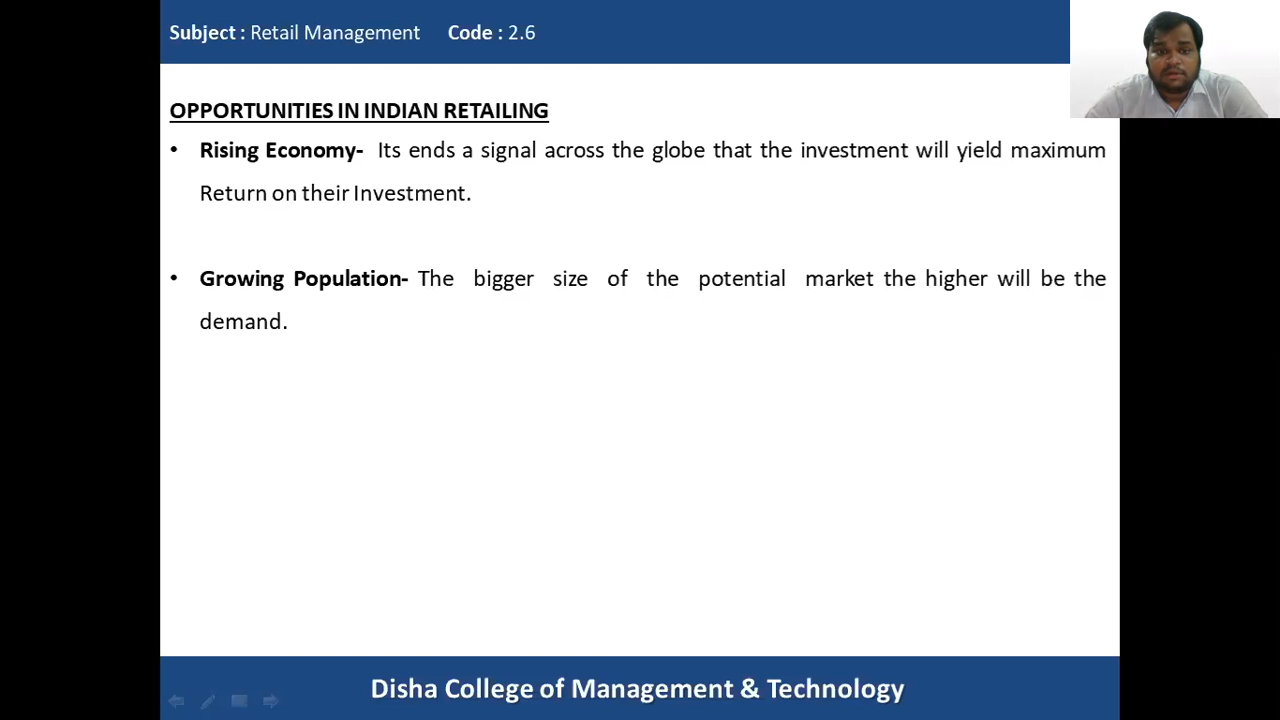 Subject : Retail Management Code : 2.6
OPPORTUNITIES IN INDIAN RETAILING
• Rising Economy- Its ends a signal across the globe that the investment will yield maximum
Return on their Investment.
• Growing Population- The bigger size of the potential market the higher will be the
demand.
Disha College of Management & Technology